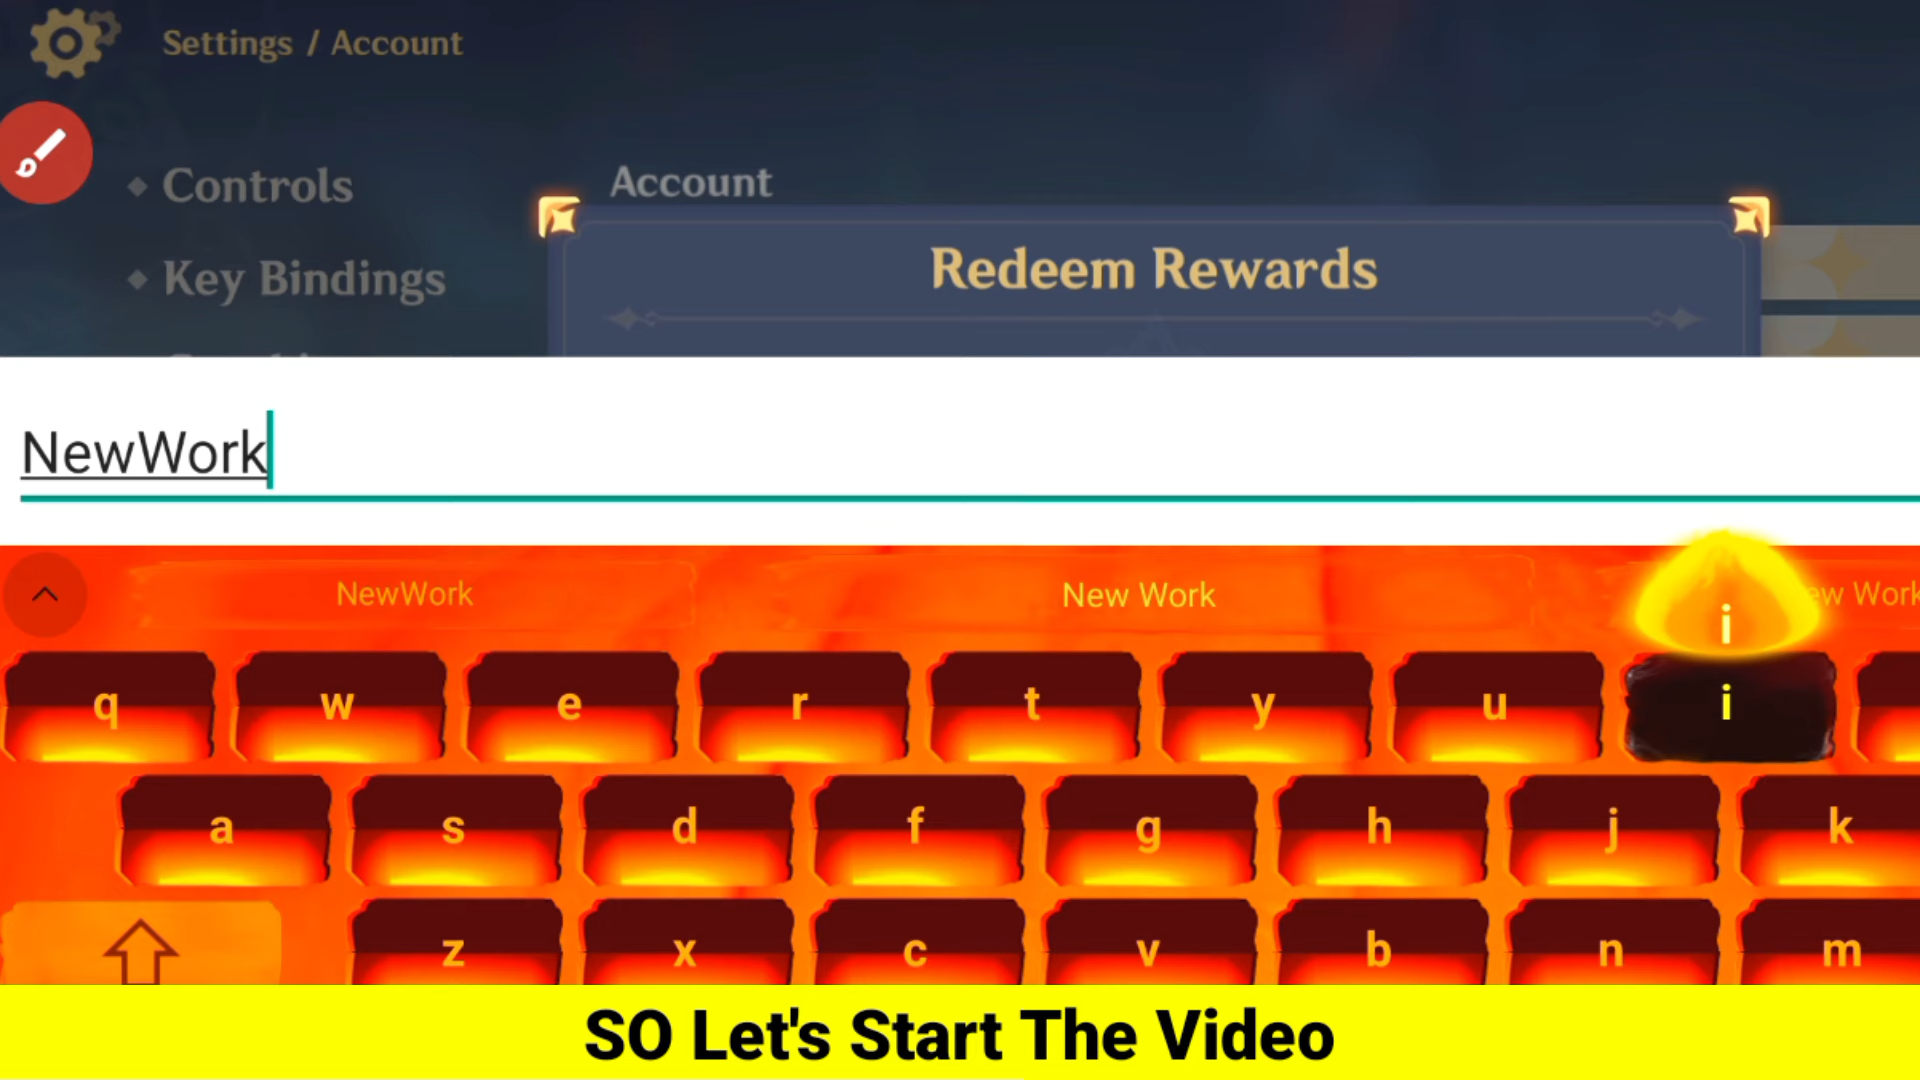 Settings / Account
Controls
Account
Redeem Rewards
Key Bindings
NewWork
NewWork
New Work
i
q w e r t y u i
a s d f g h j k
z x c v b n m
SO Let's Start The Video